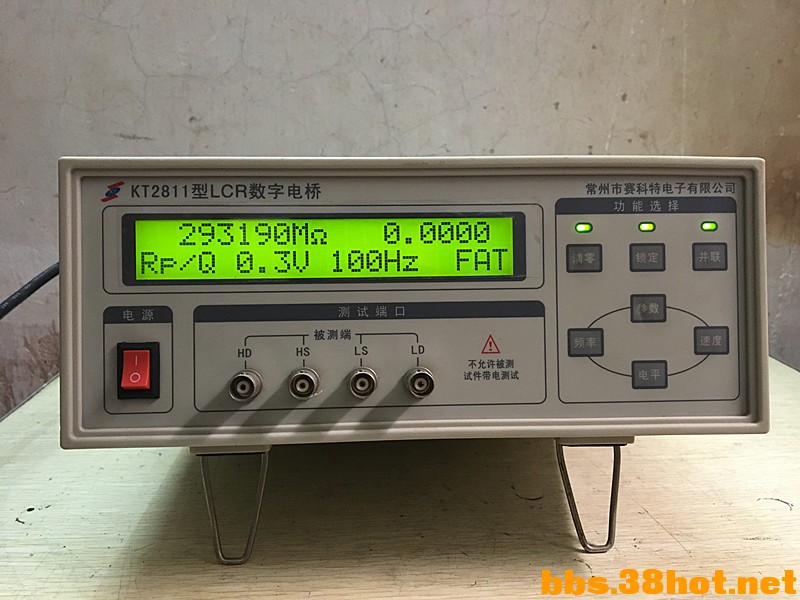 KT2811型LCR数字电桥
常州市赛科特电子有限公司
293190MΩ 0.0000
Rp/Q 0.3V 100Hz FAT
功能选择
清零 锁定 并联
参数
频率 速度
电平
电源
测试端口
被测端
HD HS LS LD
不允许被测
试件带电测试
bbs.38hot.net